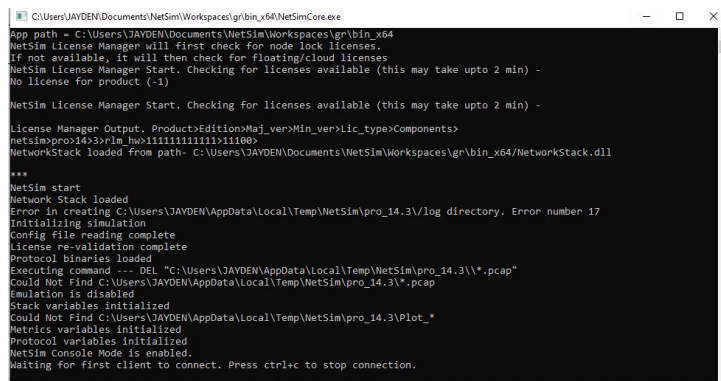 C:\Users\JAYDEN\Documents\NetSim\Workspaces\gr\bin_x64\NetSimCore.exe
App path = C:\Users\JAYDEN\Documents\NetSim\Workspaces\gr\bin_x64
NetSim License Manager will first check for node lock licenses.
If not available, it will then check for floating/cloud licenses
NetSim License Manager Start. Checking for licenses available (this may take upto 2 min) -
No license for product (-1)
NetSim License Manager Start. Checking for licenses available (this may take upto 2 min) -
License Manager Output. Product>Edition>Maj_ver>Min_ver>Lic_type>Components>
netsim>pro>14>3>rlm_hw>111111111111>11100>
NetworkStack loaded from path- C:\Users\JAYDEN\Documents\NetSim\Workspaces\gr\bin_x64/NetworkStack.dll
***
NetSim start
Network Stack loaded
Error in creating C:\Users\JAYDEN\AppData\Local\Temp\NetSim\pro_14.3\/log directory. Error number 17
Initializing simulation
Config file reading complete
License re-validation complete
Protocol binaries loaded
Executing command --- DEL "C:\Users\JAYDEN\AppData\Local\Temp\NetSim\pro_14.3\\*.pcap"
Could Not Find C:\Users\JAYDEN\AppData\Local\Temp\NetSim\pro_14.3\*.pcap
Emulation is disabled
Stack variables initialized
Could Not Find C:\Users\JAYDEN\AppData\Local\Temp\NetSim\pro_14.3\Plot_*
Metrics variables initialized
Protocol variables initialized
NetSim Console Mode is enabled.
Waiting for first client to connect. Press ctrl+c to stop connection.